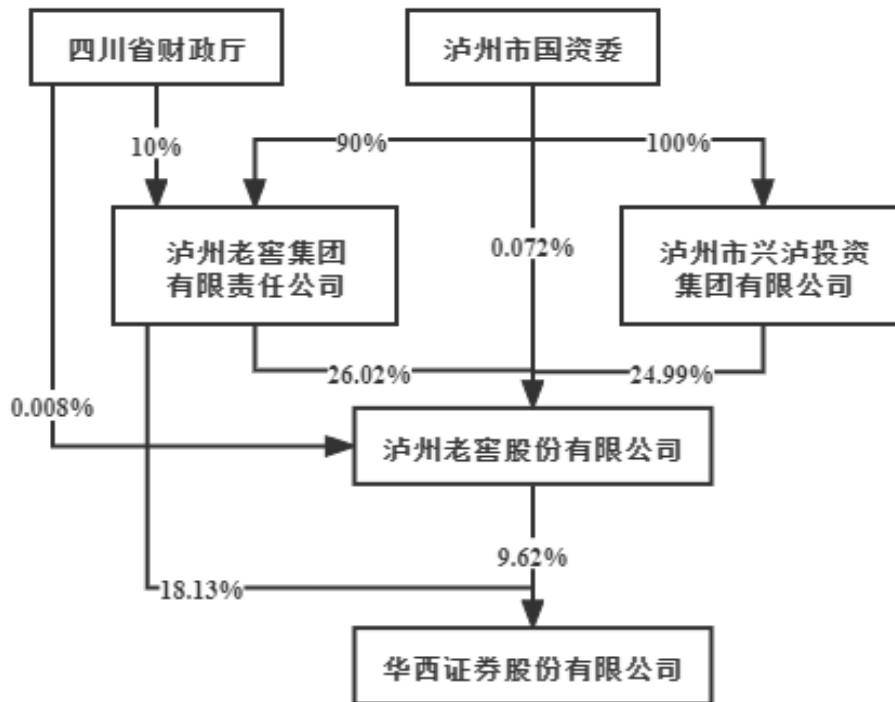 四川省财政厅
泸州市国资委
10%
90%
100%
泸州老窖集团
有限责任公司
0.072%
泸州市兴泸投资
集团有限公司
26.02%
24.99%
0.008%
泸州老窖股份有限公司
9.62%
18.13%
华西证券股份有限公司